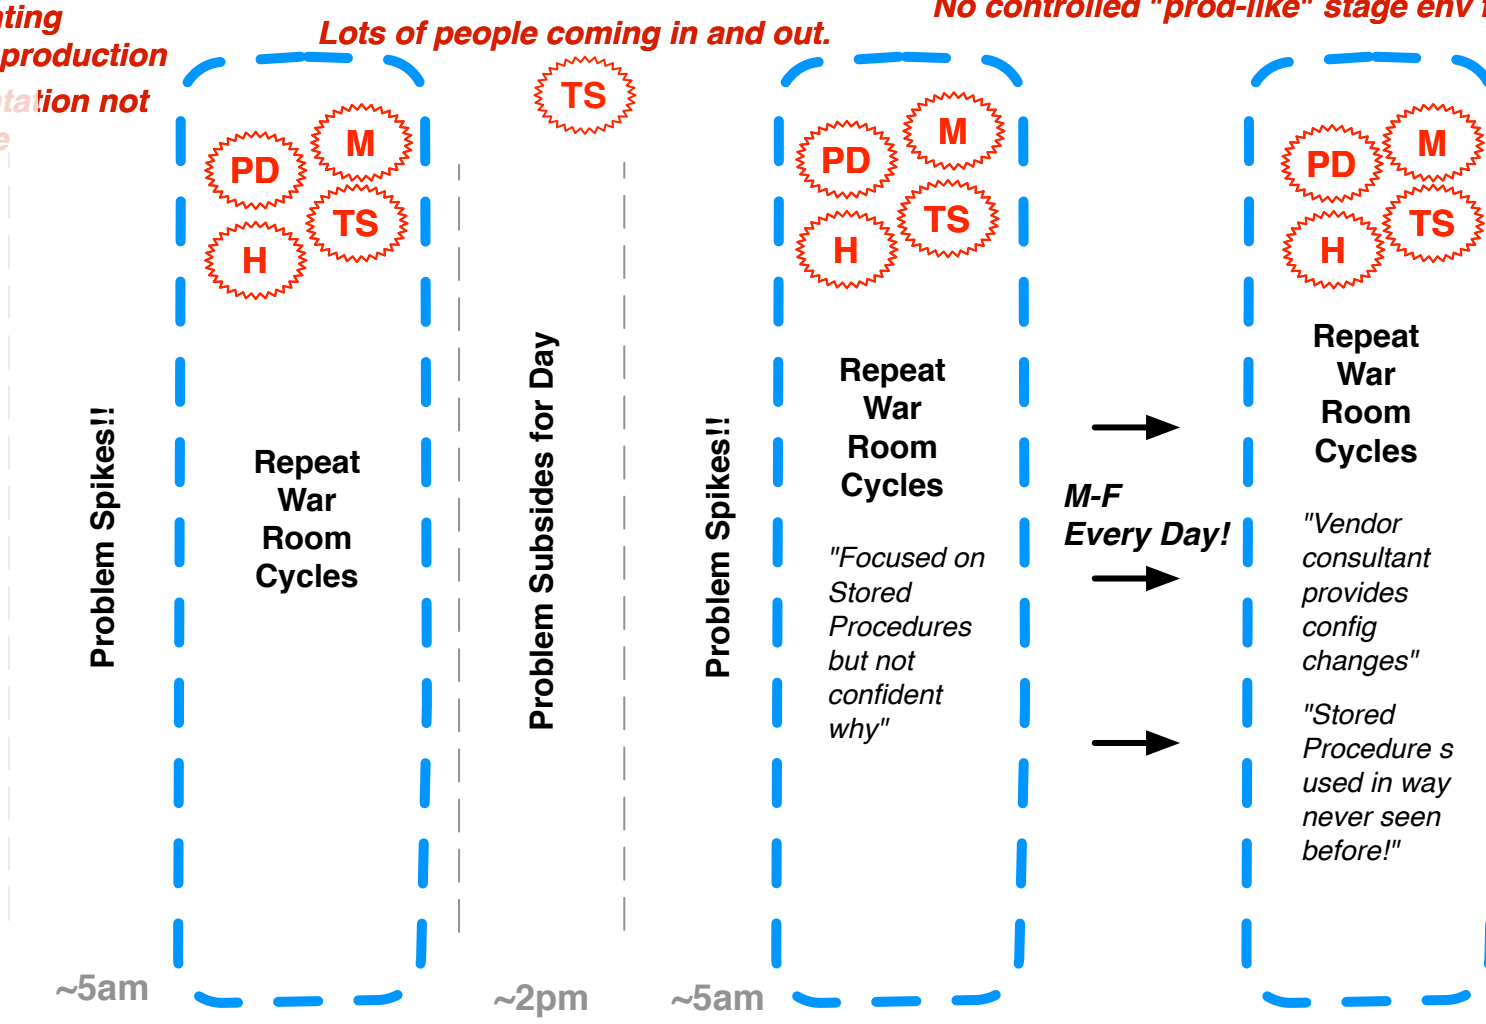 ating
production
tation not
e
Lots of people coming in and out.
No controlled "prod-like" stage env f
PD
M
TS
H
TS
PD
M
TS
H
PD
M
TS
H
Problem Spikes!!
Repeat
War
Room
Cycles
Problem Subsides for Day
Problem Spikes!!
Repeat
War
Room
Cycles
"Focused on
Stored
Procedures
but not
confident
why"
M-F
Every Day!
Repeat
War
Room
Cycles
"Vendor
consultant
provides
config
changes"
"Stored
Procedure s
used in way
never seen
before!"
~5am
~2pm
~5am